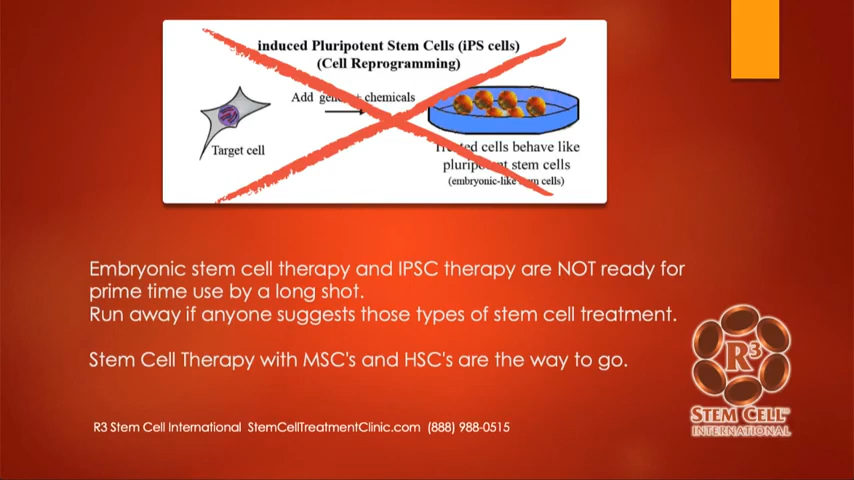 induced Pluripotent Stem Cells (iPS cells)
(Cell Reprogramming)
Add chemicals
Target cell
cells behave like
stem cells
(embryonic-like cells)
Embryonic stem cell therapy and IPSC therapy are NOT ready for
prime time use by a long shot.
Run away if anyone suggests those types of stem cell treatment.
Stem Cell Therapy with MSC's and HSC's are the way to go.
R3 Stem Cell International StemCellTreatmentClinic.com (888) 988-0515
R3
STEM CELL
INTERNATIONAL